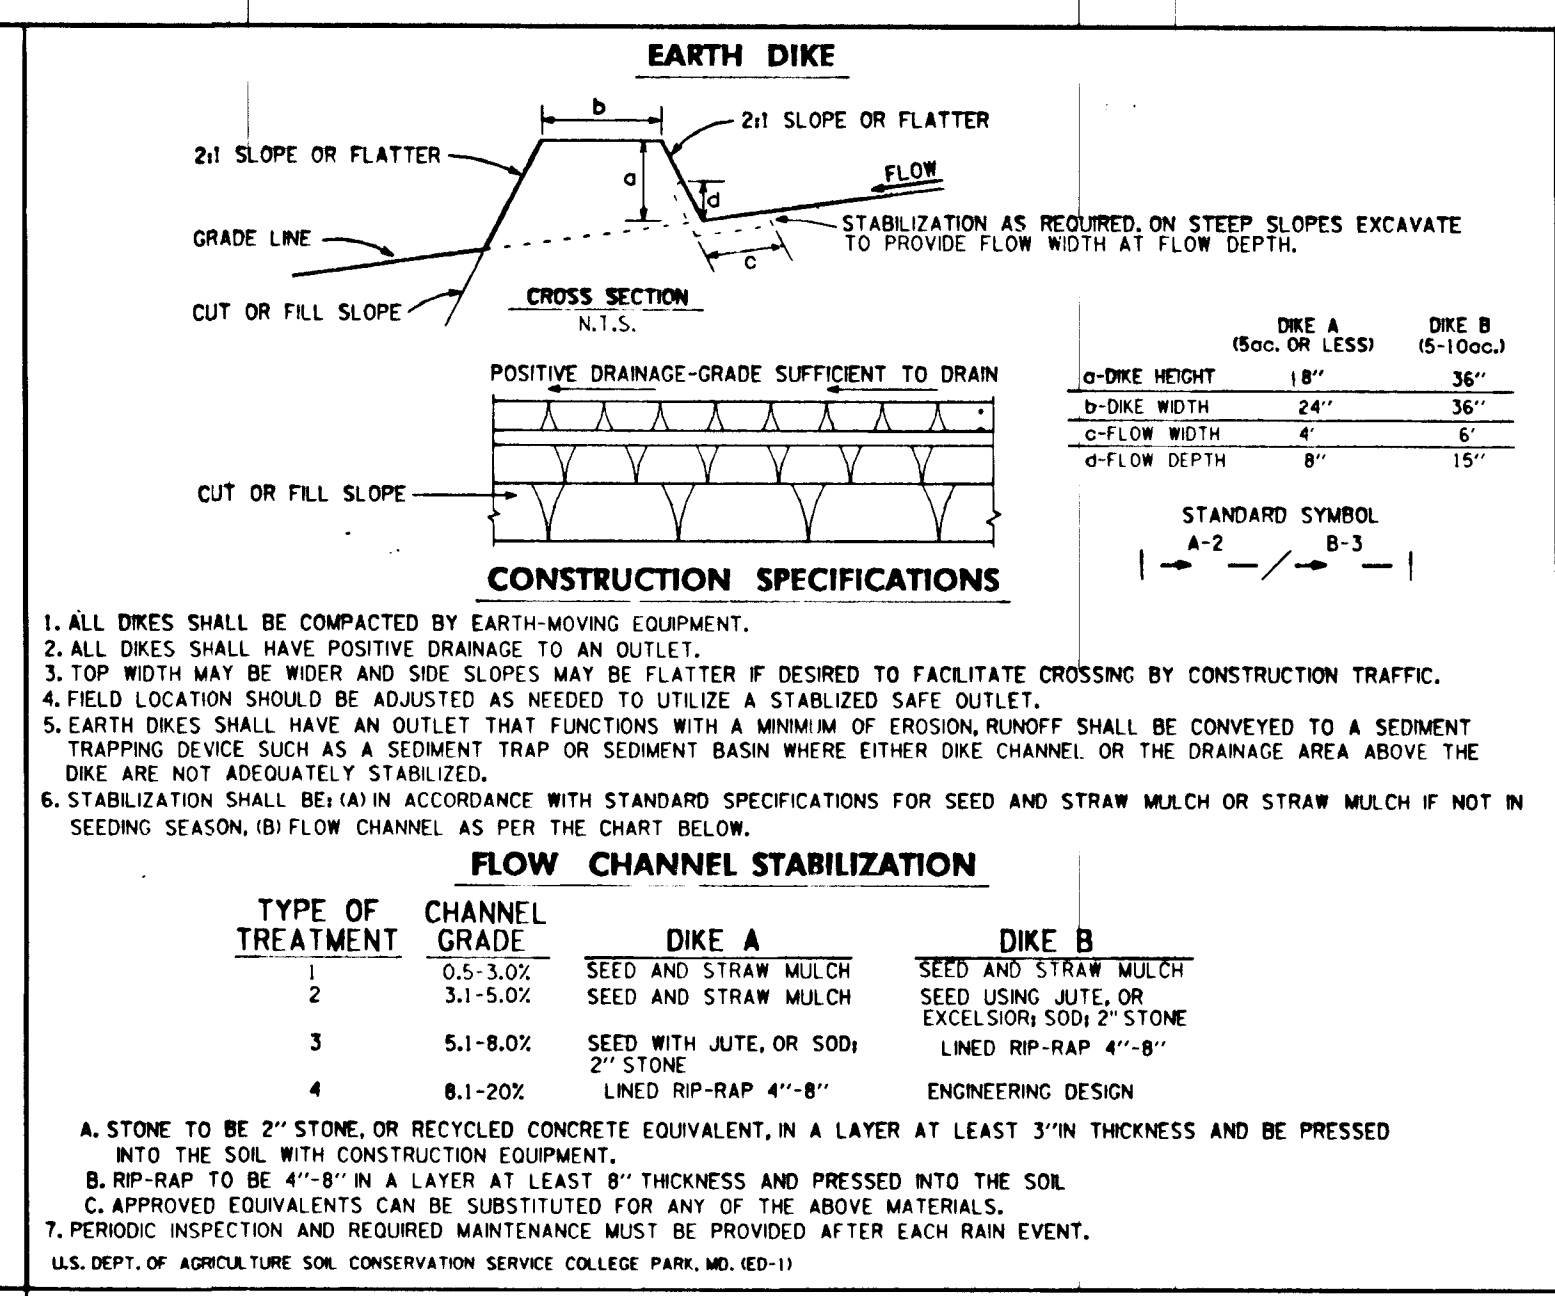 EARTH DIKE
b
2:1 SLOPE OR FLATTER
2:1 SLOPE OR FLATTER
a
d
FLOW
GRADE LINE
STABILIZATION AS REQUIRED. ON STEEP SLOPES EXCAVATE
TO PROVIDE FLOW WIDTH AT FLOW DEPTH.
c
CUT OR FILL SLOPE
CROSS SECTION
N.T.S.
DIKE A DIKE B
(5ac. OR LESS) (5-10ac.)
a-DIKE HEIGHT 18" 36"
b-DIKE WIDTH 24" 36"
c-FLOW WIDTH 4' 6'
d-FLOW DEPTH 8" 15"
POSITIVE DRAINAGE-GRADE SUFFICIENT TO DRAIN
CUT OR FILL SLOPE
STANDARD SYMBOL
A-2 B-3
CONSTRUCTION SPECIFICATIONS
1. ALL DIKES SHALL BE COMPACTED BY EARTH-MOVING EQUIPMENT.
2. ALL DIKES SHALL HAVE POSITIVE DRAINAGE TO AN OUTLET.
3. TOP WIDTH MAY BE WIDER AND SIDE SLOPES MAY BE FLATTER IF DESIRED TO FACILITATE CROSSING BY CONSTRUCTION TRAFFIC.
4. FIELD LOCATION SHOULD BE ADJUSTED AS NEEDED TO UTILIZE A STABLIZED SAFE OUTLET.
5. EARTH DIKES SHALL HAVE AN OUTLET THAT FUNCTIONS WITH A MINIMUM OF EROSION, RUNOFF SHALL BE CONVEYED TO A SEDIMENT
TRAPPING DEVICE SUCH AS A SEDIMENT TRAP OR SEDIMENT BASIN WHERE EITHER DIKE CHANNEL OR THE DRAINAGE AREA ABOVE THE
DIKE ARE NOT ADEQUATELY STABILIZED.
6. STABILIZATION SHALL BE: (A) IN ACCORDANCE WITH STANDARD SPECIFICATIONS FOR SEED AND STRAW MULCH OR STRAW MULCH IF NOT IN
SEEDING SEASON, (B) FLOW CHANNEL AS PER THE CHART BELOW.
FLOW CHANNEL STABILIZATION
TYPE OF CHANNEL
TREATMENT GRADE DIKE A DIKE B
1 0.5-3.0% SEED AND STRAW MULCH SEED AND STRAW MULCH
2 3.1-5.0% SEED AND STRAW MULCH SEED USING JUTE, OR
EXCELSIOR; SOD; 2" STONE
3 5.1-8.0% SEED WITH JUTE, OR SOD; LINED RIP-RAP 4"-8"
2" STONE
4 8.1-20% LINED RIP-RAP 4"-8" ENGINEERING DESIGN
A. STONE TO BE 2" STONE, OR RECYCLED CONCRETE EQUIVALENT, IN A LAYER AT LEAST 3" IN THICKNESS AND BE PRESSED
INTO THE SOIL WITH CONSTRUCTION EQUIPMENT.
B. RIP-RAP TO BE 4"-8" IN A LAYER AT LEAST 8" THICKNESS AND PRESSED INTO THE SOIL
C. APPROVED EQUIVALENTS CAN BE SUBSTITUTED FOR ANY OF THE ABOVE MATERIALS.
7. PERIODIC INSPECTION AND REQUIRED MAINTENANCE MUST BE PROVIDED AFTER EACH RAIN EVENT.
U.S. DEPT. OF AGRICULTURE SOIL CONSERVATION SERVICE COLLEGE PARK, MD. (ED-1)